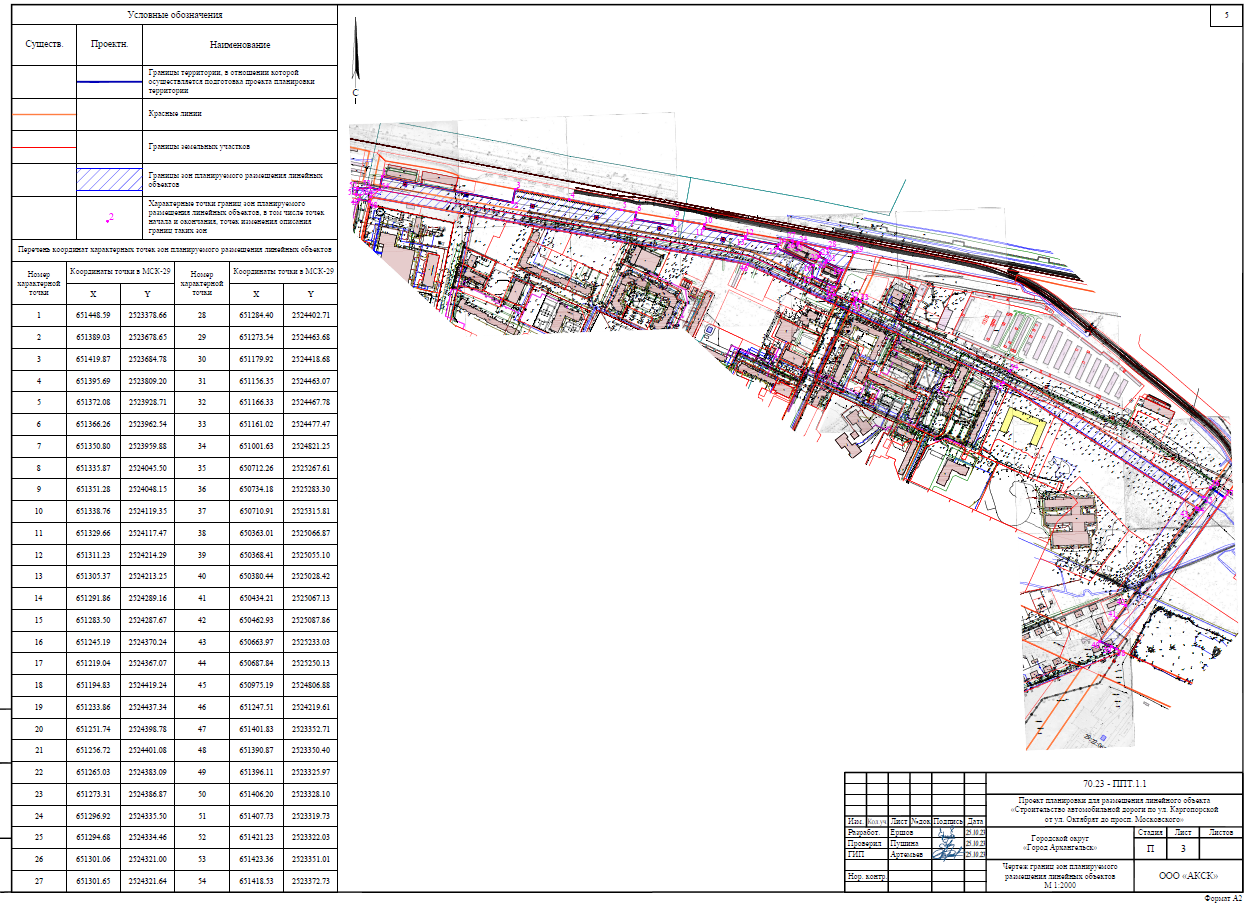 Условные обозначения
Существ. Проектн. Наименование
Границы территории, в отношении которой
осуществляется подготовка проекта планировки
территории
Красные линии
Границы земельных участков
Границы зон планируемого размещения линейных
объектов
2
Характерные точки границ зон планируемого
размещения линейных объектов, в том числе точек
начала и окончания, точек изменения описания
границ таких зон
Перечень координат характерных точек зон планируемого размещения линейных объектов
Номер характерной точки Координаты точки в МСК-29 Номер характерной точки Координаты точки в МСК-29
X Y X Y
1 651448.59 2523378.66 28 651284.40 2524402.71
2 651389.03 2523678.65 29 651273.54 2524463.68
3 651419.87 2523684.78 30 651179.92 2524418.68
4 651395.69 2523809.20 31 651156.35 2524463.07
5 651372.08 2523928.71 32 651166.33 2524467.78
6 651366.26 2523962.54 33 651161.02 2524477.47
7 651350.80 2523959.88 34 651001.63 2524821.25
8 651335.87 2524045.50 35 650712.26 2525267.61
9 651351.28 2524048.15 36 650734.18 2525283.30
10 651338.76 2524119.35 37 650710.91 2525315.81
11 651329.66 2524117.47 38 650363.01 2525066.87
12 651311.23 2524214.29 39 650368.41 2525055.10
13 651305.37 2524213.25 40 650380.44 2525028.42
14 651291.86 2524289.16 41 650434.21 2525067.13
15 651283.50 2524287.67 42 650462.93 2525087.86
16 651245.19 2524370.24 43 650663.97 2525233.03
17 651219.04 2524367.07 44 650687.84 2525250.13
18 651194.83 2524419.24 45 650975.19 2524806.88
19 651233.86 2524437.34 46 651247.51 2524219.61
20 651251.74 2524398.78 47 651401.83 2523352.71
21 651256.72 2524401.08 48 651390.87 2523350.40
22 651265.03 2524383.09 49 651396.11 2523325.97
23 651273.31 2524386.87 50 651406.20 2523328.10
24 651296.92 2524335.50 51 651407.73 2523319.73
25 651294.68 2524334.46 52 651421.23 2523322.03
26 651301.06 2524321.00 53 651423.36 2523351.01
27 651301.65 2524321.64 54 651418.53 2523372.73
С
5
70.23 - ППТ.1.1
Проект планировки для размещения линейного объекта
«Строительство автомобильной дороги по ул. Каргопорской
от ул. Октябрят до просп. Московского»
Изм. Кол.уч Лист №док Подпись Дата
Разработ. Ершов 25.10.23
Проверил Пушина 25.10.23
ГИП Артемьев 25.10.23
Нор. контр.
Городской округ
«Город Архангельск»
Стадия Лист Листов
П 3
Чертеж границ зон планируемого
размещения линейных объектов
М 1:2000
ООО «АКСК»
Формат А2